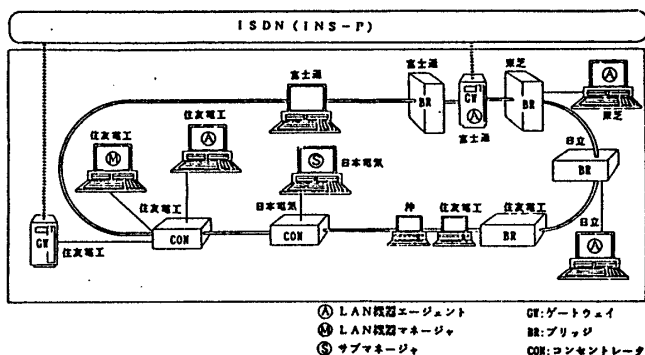 ISDN(INS-P)
富士通
富士通
東芝
GW
BR
BR
Ⓐ
Ⓐ
東芝
富士通
住友電工
住友電工
Ⓐ
Ⓜ
Ⓢ
日本電気
日立
BR
住友電工
日本電気
沖
住友電工
住友電工
GW
住友電工
CON
CON
BR
日立
Ⓐ
Ⓐ LAN機器エージェント
GW:ゲートウェイ
Ⓜ LAN機器マネージャ
BR:ブリッジ
Ⓢ サブマネージャ
CON:コンセントレータ